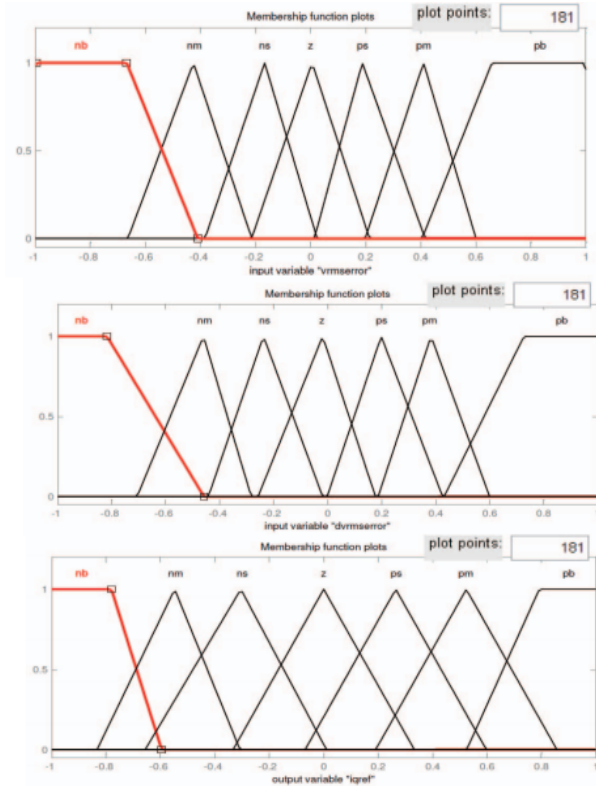 Membership function plots plot points: 181
nb nm ns z ps pm pb
1
0.5
0
-1 -0.8 -0.6 -0.4 -0.2 0 0.2 0.4 0.6 0.8 1
input variable "vrmserror"
Membership function plots plot points: 181
nb nm ns z ps pm pb
1
0.5
0
-1 -0.8 -0.6 -0.4 -0.2 0 0.2 0.4 0.6 0.8 1
input variable "dvrmserror"
Membership function plots plot points: 181
nb nm ns z ps pm pb
1
0.5
0
-1 -0.8 -0.6 -0.4 -0.2 0 0.2 0.4 0.6 0.8 1
output variable "iqref"